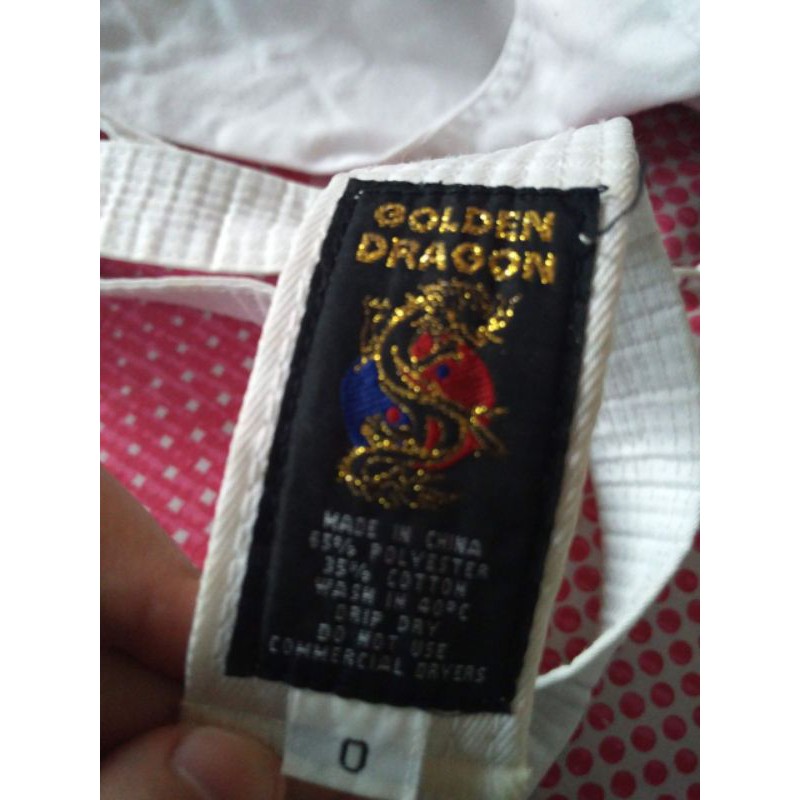 GOLDEN
DRAGON
MADE IN CHINA
65% POLYESTER
35% COTTON
WASH IN 40°C
DRIP DRY
DO NOT USE
COMMERCIAL DRYERS
0